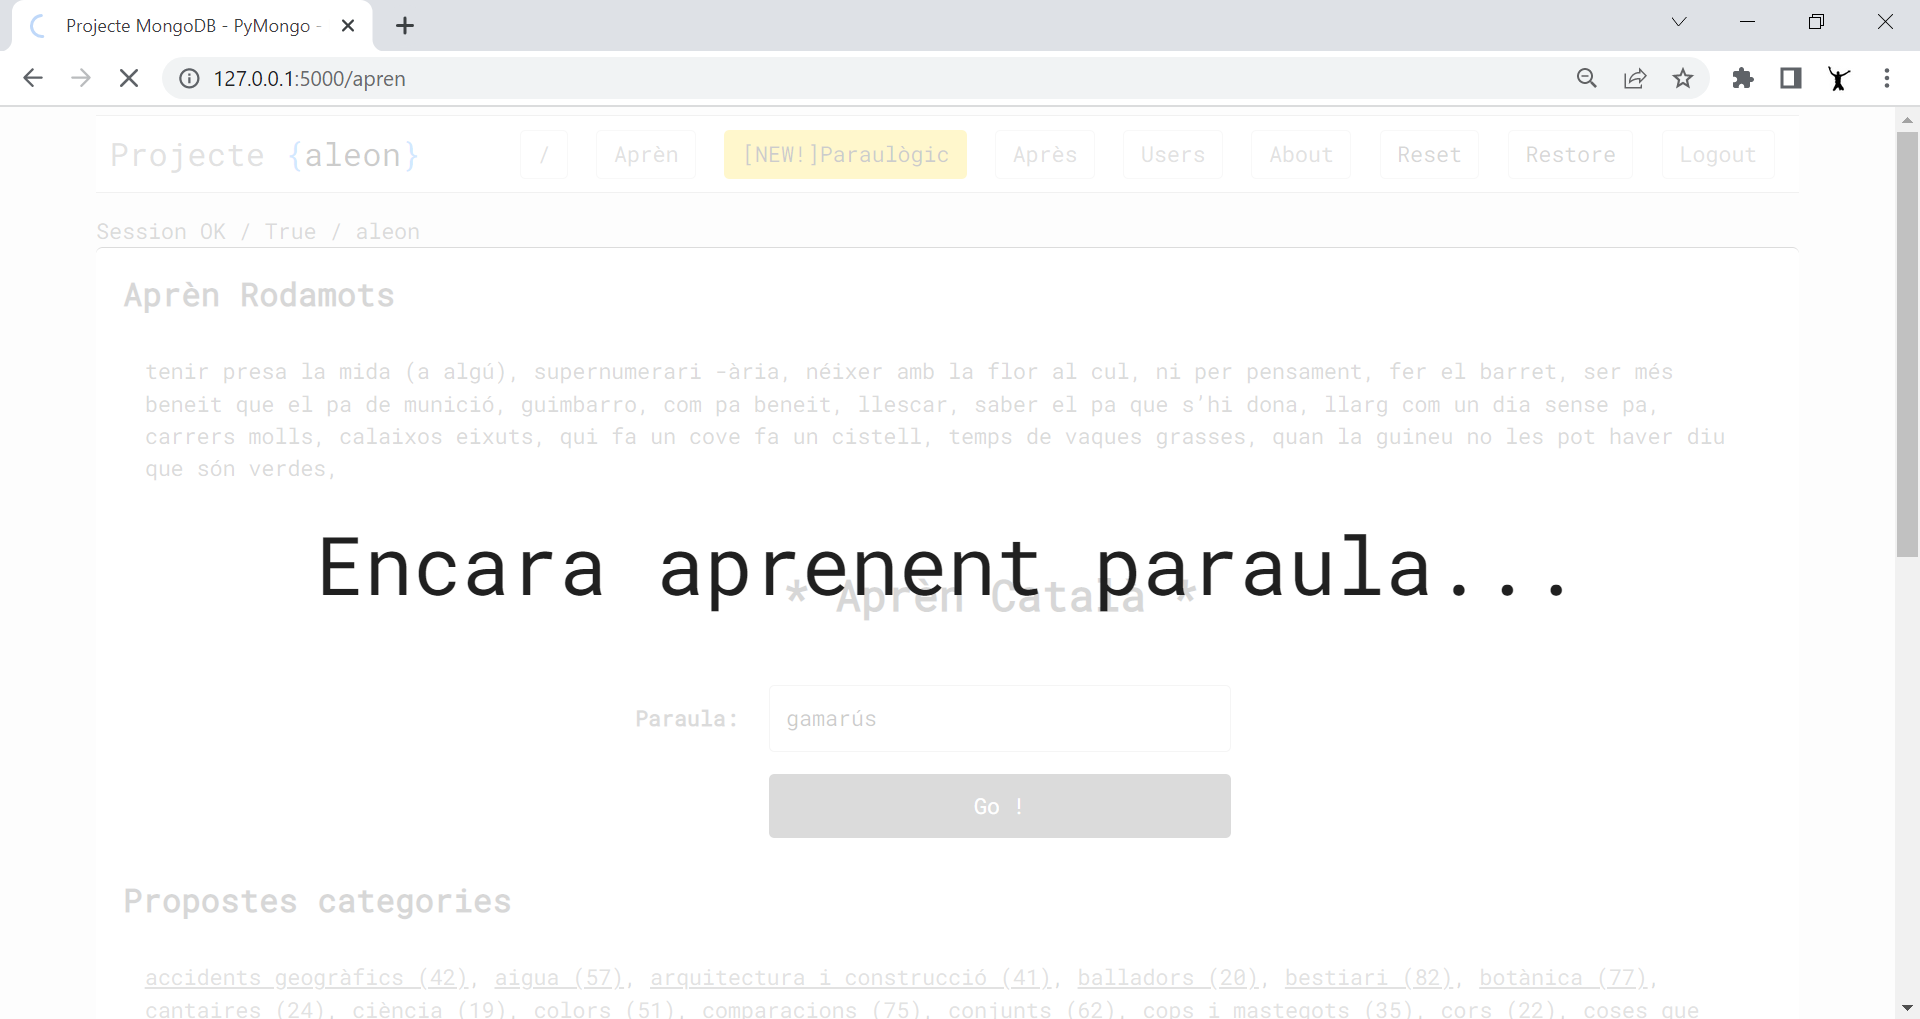 Projecte MongoDB - PyMongo -
127.0.0.1:5000/apren
Projecte {aleon} / Aprèn [NEW!]Paraulògic Après Users About Reset Restore Logout
Session OK / True / aleon
Aprèn Rodamots
tenir presa la mida (a algú), supernumerari -ària, néixer amb la flor al cul, ni per pensament, fer el barret, ser més
beneit que el pa de munició, guimbarro, com pa beneit, llescar, saber el pa que s’hi dona, llarg com un dia sense pa,
carrers molls, calaixos eixuts, qui fa un cove fa un cistell, temps de vaques grasses, quan la guineu no les pot haver diu
que són verdes,
Encara aprenent paraula...
* Aprèn Català *
Paraula: gamarús
Go !
Propostes categories
accidents geogràfics (42), aigua (57), arquitectura i construcció (41), balladors (20), bestiari (82), botànica (77),
cantaires (24), ciència (19), colors (51), comparacions (75), conjunts (62), cops i mastegots (35), cors (22), coses que